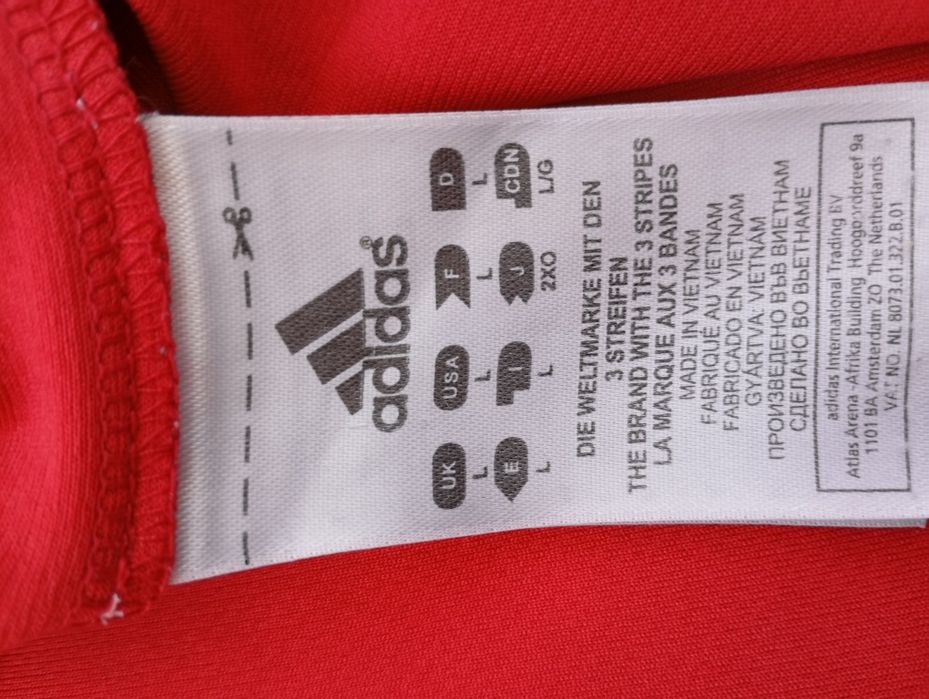 adidas®
UK USA F D
L L L L
E I J CDN
L L 2XO L/G
DIE WELTMARKE MIT DEN
3 STREIFEN
THE BRAND WITH THE 3 STRIPES
LA MARQUE AUX 3 BANDES
MADE IN VIETNAM
FABRIQUÉ AU VIETNAM
FABRICADO EN VIETNAM
GYÁRTVA: VIETNÁM
ПРОИЗВЕДЕНО ВЪВ ВИЕТНАМ
СДЕЛАНО ВО ВЬЕТНАМЕ
adidas International Trading BV
Atlas Arena -Afrika Building Hoogoorddreef 9a
1101 BA Amsterdam ZO The Netherlands
VAT NO. NL 8073.01.322.B.01